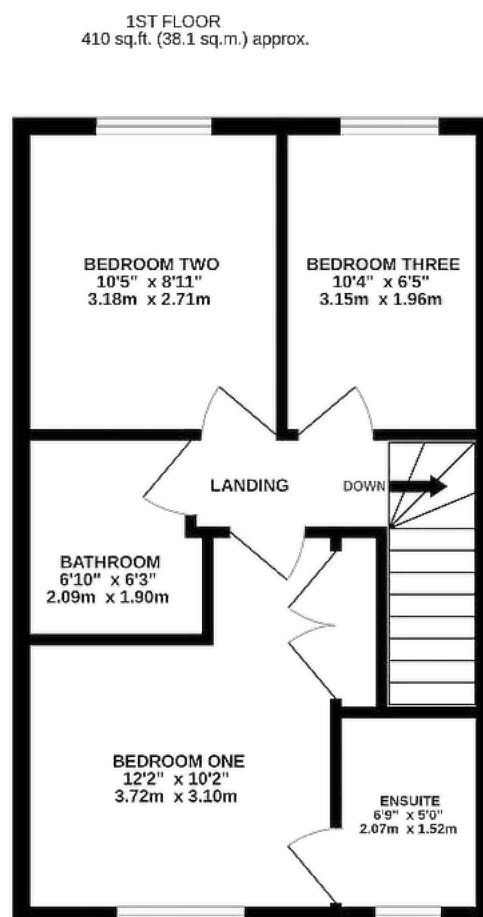 1ST FLOOR
410 sq.ft. (38.1 sq.m.) approx.
BEDROOM TWO
10'5" x 8'11"
3.18m x 2.71m
BEDROOM THREE
10'4" x 6'5"
3.15m x 1.96m
LANDING
DOWN
BATHROOM
6'10" x 6'3"
2.09m x 1.90m
BEDROOM ONE
12'2" x 10'2"
3.72m x 3.10m
ENSUITE
6'9" x 5'0"
2.07m x 1.52m